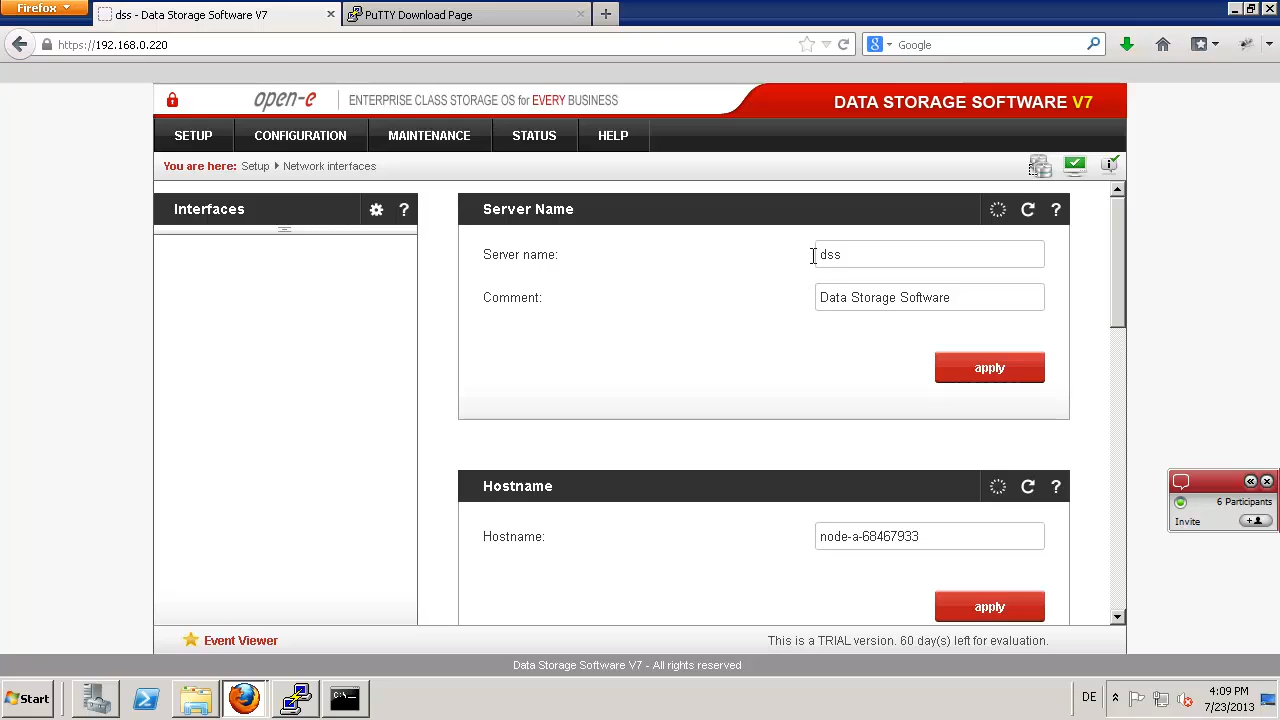 Firefox
dss - Data Storage Software V7
PuTTY Download Page
https://192.168.0.220
Google
open-e
ENTERPRISE CLASS STORAGE OS for EVERY BUSINESS
DATA STORAGE SOFTWARE V7
SETUP
CONFIGURATION
MAINTENANCE
STATUS
HELP
You are here: Setup Network interfaces
Interfaces
?
Server Name
?
Server name:
dss
Comment:
Data Storage Software
apply
Hostname
?
Hostname:
node-a-68467933
apply
6 Participants
Invite
Event Viewer
This is a TRIAL version. 60 day(s) left for evaluation.
Data Storage Software V7 - All rights reserved
Start
DE
4:09 PM
7/23/2013